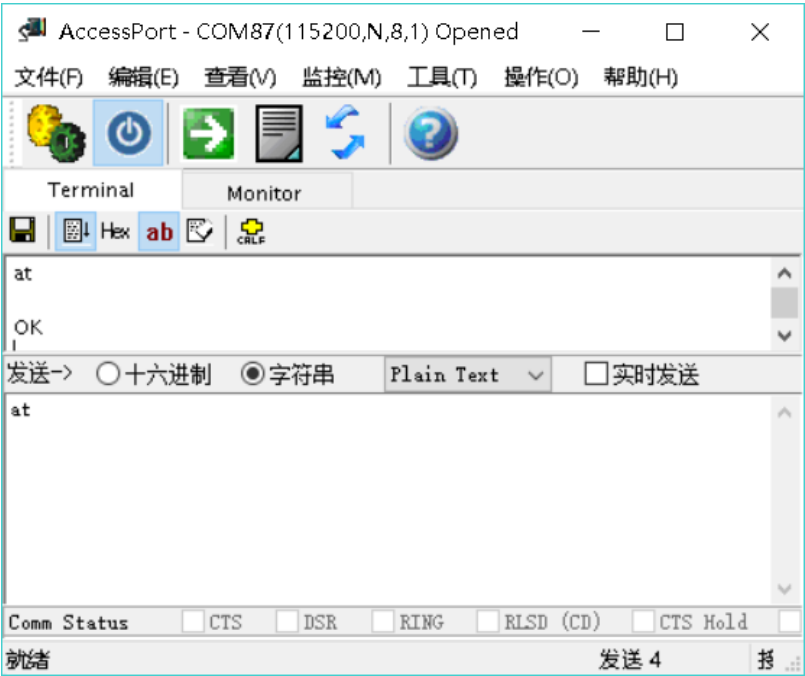 AccessPort - COM87(115200,N,8,1) Opened
文件(F) 编辑(E) 查看(V) 监控(M) 工具(T) 操作(O) 帮助(H)
Terminal Monitor
Hex ab CRLF
at
OK
发送-> 十六进制 字符串 Plain Text 实时发送
at
Comm Status CTS DSR RING RLSD (CD) CTS Hold
就绪 发送 4